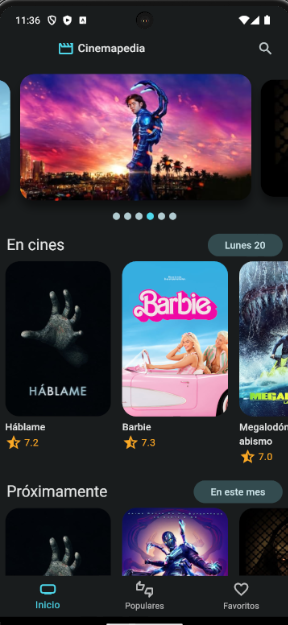 11:36
Cinemapedia
En cines
Lunes 20
HÁBLAME
Barbie
MEGAL
Háblame
7.2
Barbie
7.3
Megalodón
abismo
7.0
Próximamente
En este mes
Inicio
Populares
Favoritos